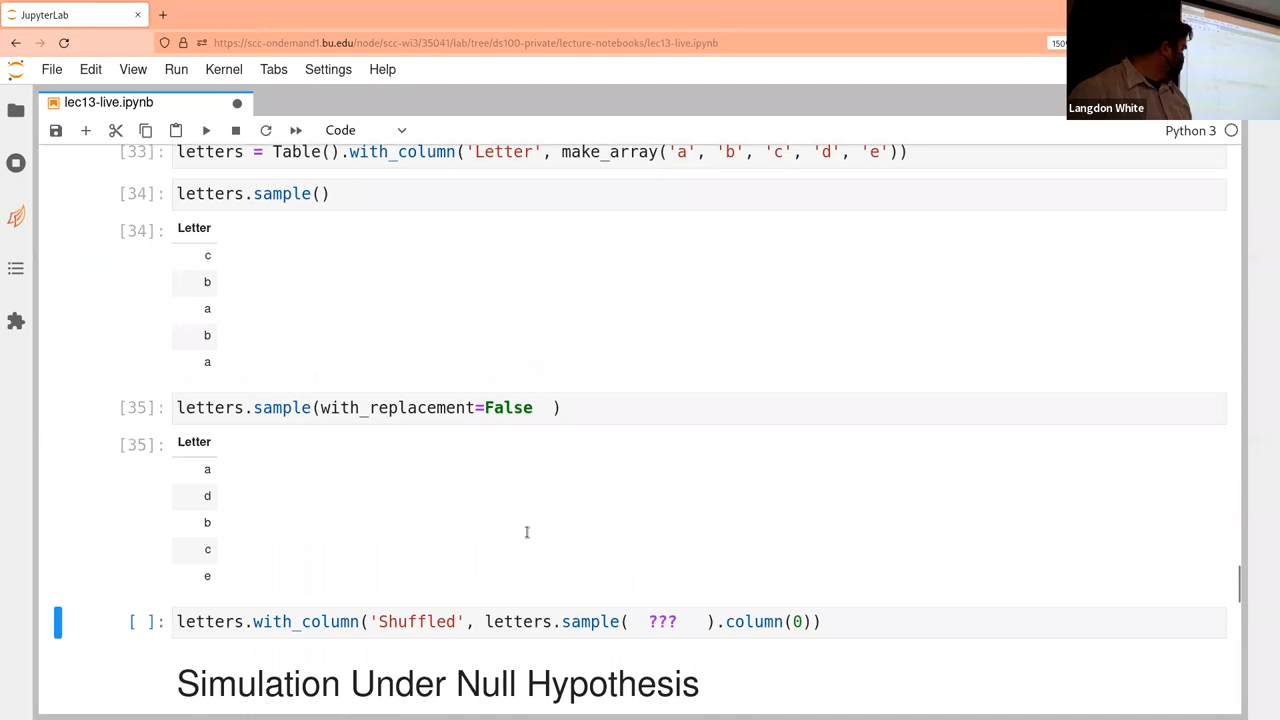 JupyterLab
https://scc-ondemand1.bu.edu/node/scc-wi3/35041/lab/tree/ds100-private/lecture-notebooks/lec13-live.ipynb
150
File Edit View Run Kernel Tabs Settings Help
Langdon White
lec13-live.ipynb
Code
Python 3
[33]: letters = Table().with_column('Letter', make_array('a', 'b', 'c', 'd', 'e'))
[34]: letters.sample()
[34]: Letter
c
b
a
b
a
[35]: letters.sample(with_replacement=False )
[35]: Letter
a
d
b
c
e
[ ]: letters.with_column('Shuffled', letters.sample( ??? ).column(0))
Simulation Under Null Hypothesis